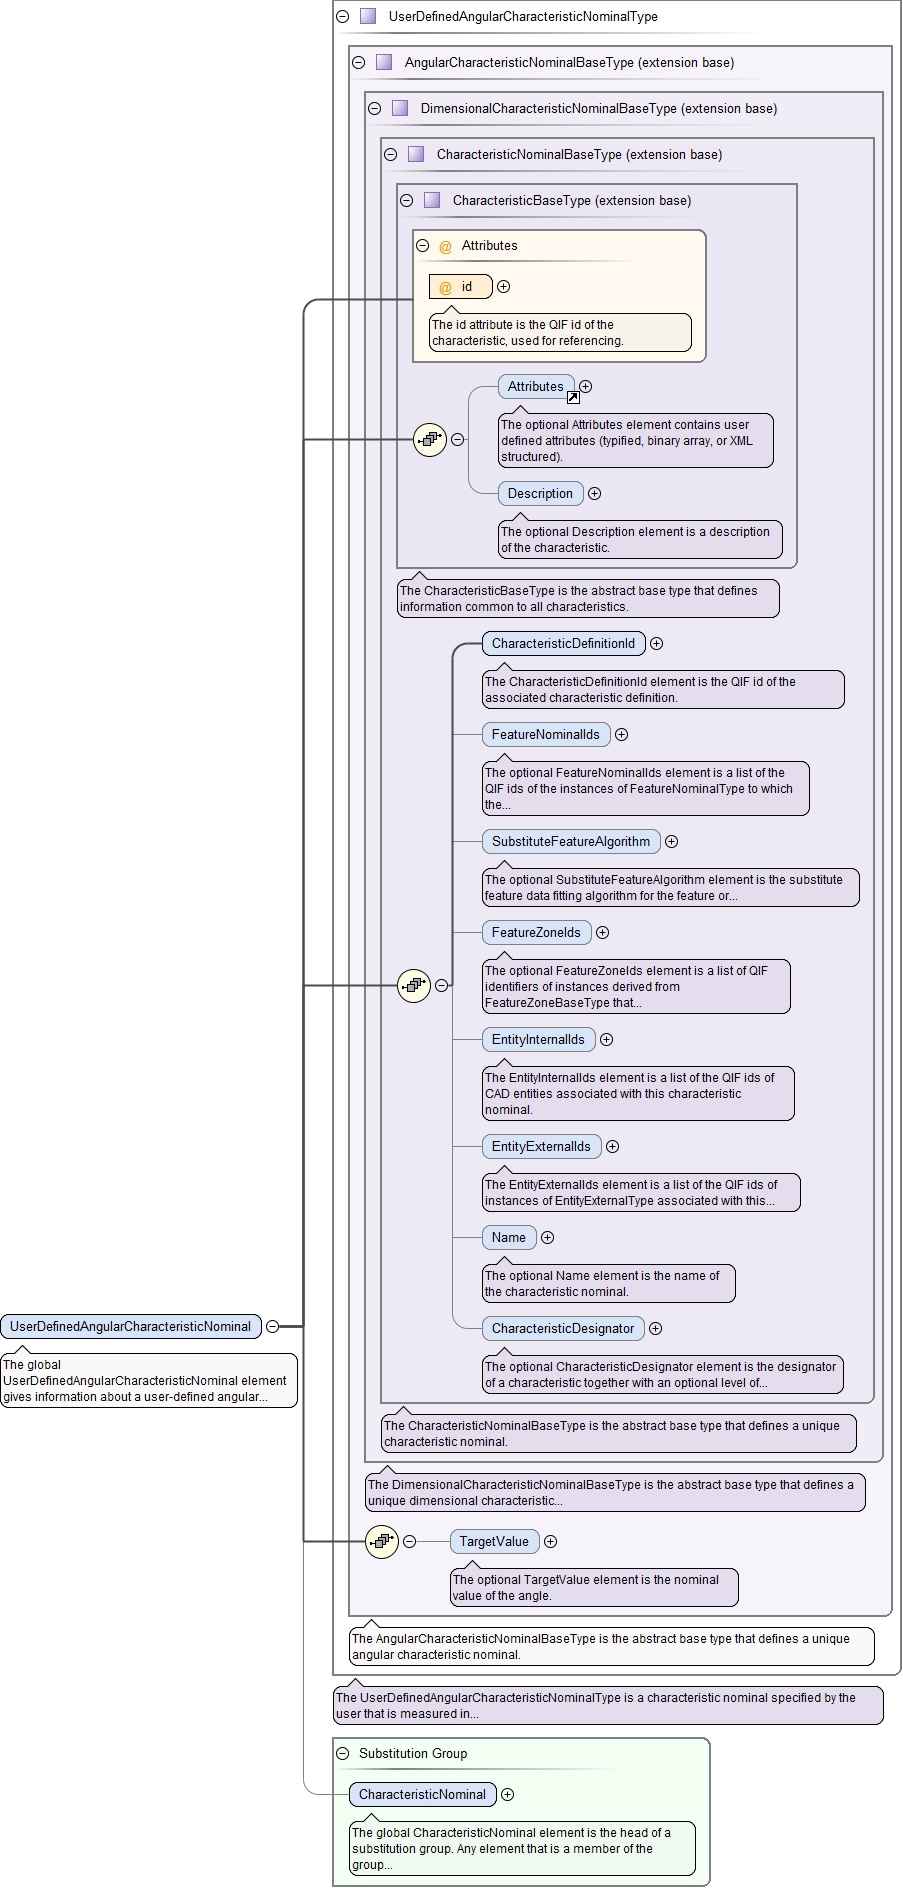 UserDefinedAngularCharacteristicNominalType
AngularCharacteristicNominalBaseType (extension base)
DimensionalCharacteristicNominalBaseType (extension base)
CharacteristicNominalBaseType (extension base)
CharacteristicBaseType (extension base)
@ Attributes
@ id
The id attribute is the QIF id of the
characteristic, used for referencing.
Attributes
The optional Attributes element contains user
defined attributes (typified, binary array, or XML
structured).
Description
The optional Description element is a description
of the characteristic.
The CharacteristicBaseType is the abstract base type that defines
information common to all characteristics.
CharacteristicDefinitionId
The CharacteristicDefinitionId element is the QIF id of the
associated characteristic definition.
FeatureNominalIds
The optional FeatureNominalIds element is a list of the
QIF ids of the instances of FeatureNominalType to which
the...
SubstituteFeatureAlgorithm
The optional SubstituteFeatureAlgorithm element is the substitute
feature data fitting algorithm for the feature or...
FeatureZoneIds
The optional FeatureZoneIds element is a list of QIF
identifiers of instances derived from
FeatureZoneBaseType that...
EntityInternalIds
The EntityInternalIds element is a list of the QIF ids of
CAD entities associated with this characteristic
nominal.
EntityExternalIds
The EntityExternalIds element is a list of the QIF ids of
instances of EntityExternalType associated with this...
Name
The optional Name element is the name of
the characteristic nominal.
CharacteristicDesignator
The optional CharacteristicDesignator element is the designator
of a characteristic together with an optional level of...
UserDefinedAngularCharacteristicNominal
The global
UserDefinedAngularCharacteristicNominal element
gives information about a user-defined angular...
The CharacteristicNominalBaseType is the abstract base type that defines a unique
characteristic nominal.
The DimensionalCharacteristicNominalBaseType is the abstract base type that defines a
unique dimensional characteristic...
TargetValue
The optional TargetValue element is the nominal
value of the angle.
The AngularCharacteristicNominalBaseType is the abstract base type that defines a unique
angular characteristic nominal.
The UserDefinedAngularCharacteristicNominalType is a characteristic nominal specified by the
user that is measured in...
Substitution Group
CharacteristicNominal
The global CharacteristicNominal element is the head of a
substitution group. Any element that is a member of the
group...